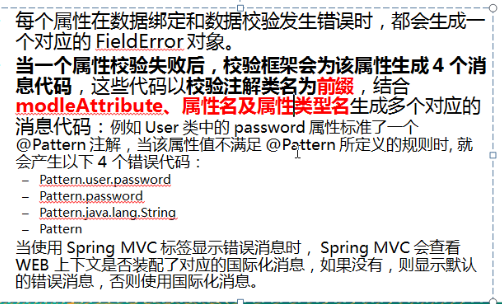 每个属性在数据绑定和数据校验发生错误时，都会生成一
个对应的 FieldError 对象。
当一个属性校验失败后，校验框架会为该属性生成 4 个消
息代码，这些代码以校验注解类名为前缀，结合
modleAttribute、属性名及属性类型名生成多个对应的
消息代码：例如 User 类中的 password 属性标准了一个
@Pattern 注解，当该属性值不满足 @Pattern 所定义的规则时, 就
会产生以下 4 个错误代码：
– Pattern.user.password
– Pattern.password
– Pattern.java.lang.String
– Pattern
当使用 Spring MVC 标签显示错误消息时， Spring MVC 会查看
WEB 上下文是否装配了对应的国际化消息，如果没有，则显示默认
的错误消息，否则使用国际化消息。